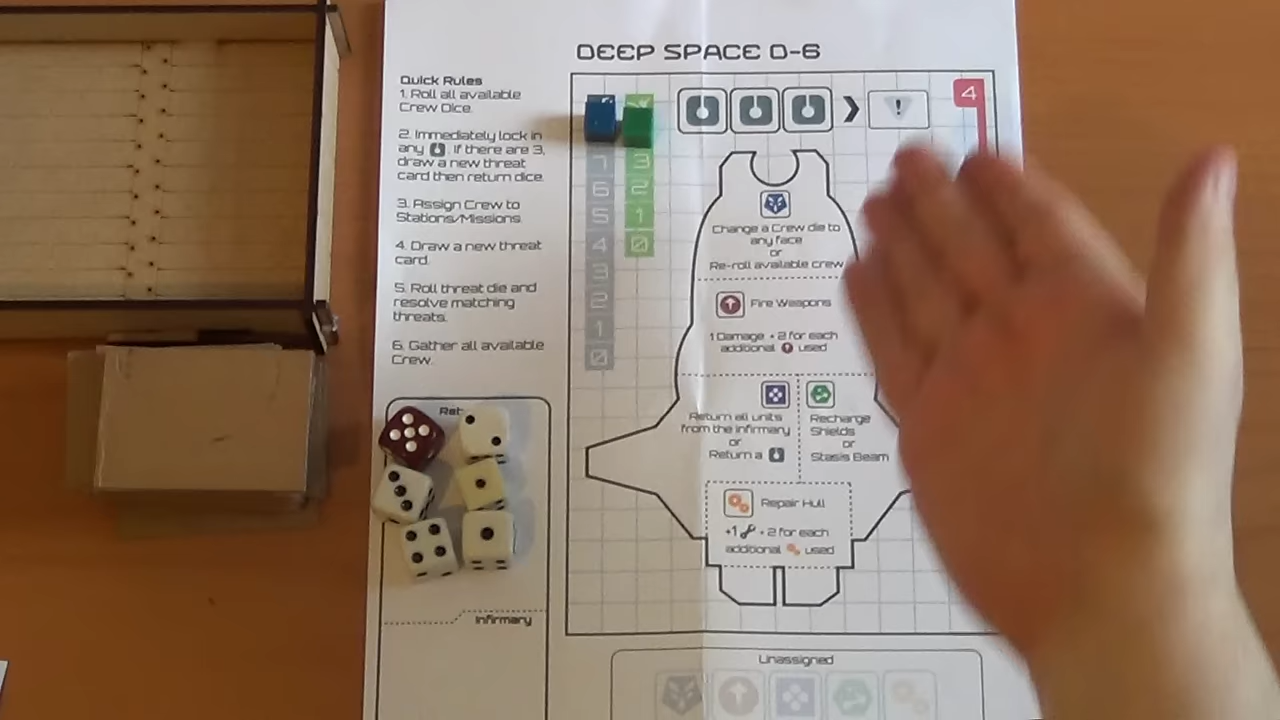 DEEP SPACE D-6
Quick Rules
1. Roll all available
Crew Dice.
2. Immediately lock in
any . If there are 3,
draw a new threat
card then return dice.
3. Assign Crew to
Stations/Missions
4. Draw a new threat
card.
5. Roll threat die and
resolve matching
threats.
6. Gather all available
Crew.
7
6
5
4
3
2
1
0
3
2
1
0
!
4
Change a Crew die to
any face
or
Re-roll available crew
Fire Weapons
1 Damage + 2 for each
additional used
Return all units
from the infirmary
or
Return a
Recharge
Shields
or
Stasis Beam
Repair Hull
+1 + 2 for each
additional used
Infirmary
Unassigned